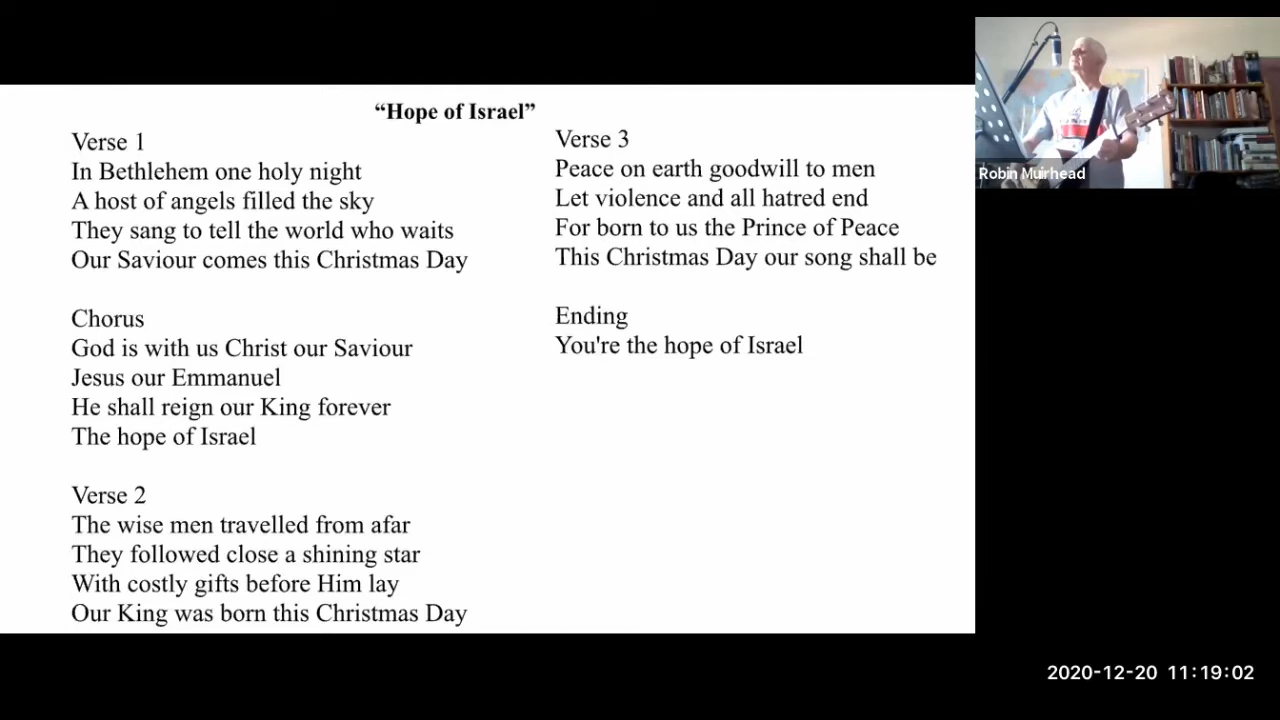 “Hope of Israel”
Verse 1
In Bethlehem one holy night
A host of angels filled the sky
They sang to tell the world who waits
Our Saviour comes this Christmas Day
Chorus
God is with us Christ our Saviour
Jesus our Emmanuel
He shall reign our King forever
The hope of Israel
Verse 2
The wise men travelled from afar
They followed close a shining star
With costly gifts before Him lay
Our King was born this Christmas Day
Verse 3
Peace on earth goodwill to men
Let violence and all hatred end
For born to us the Prince of Peace
This Christmas Day our song shall be
Ending
You're the hope of Israel
Robin Muirhead
2020-12-20 11:19:02